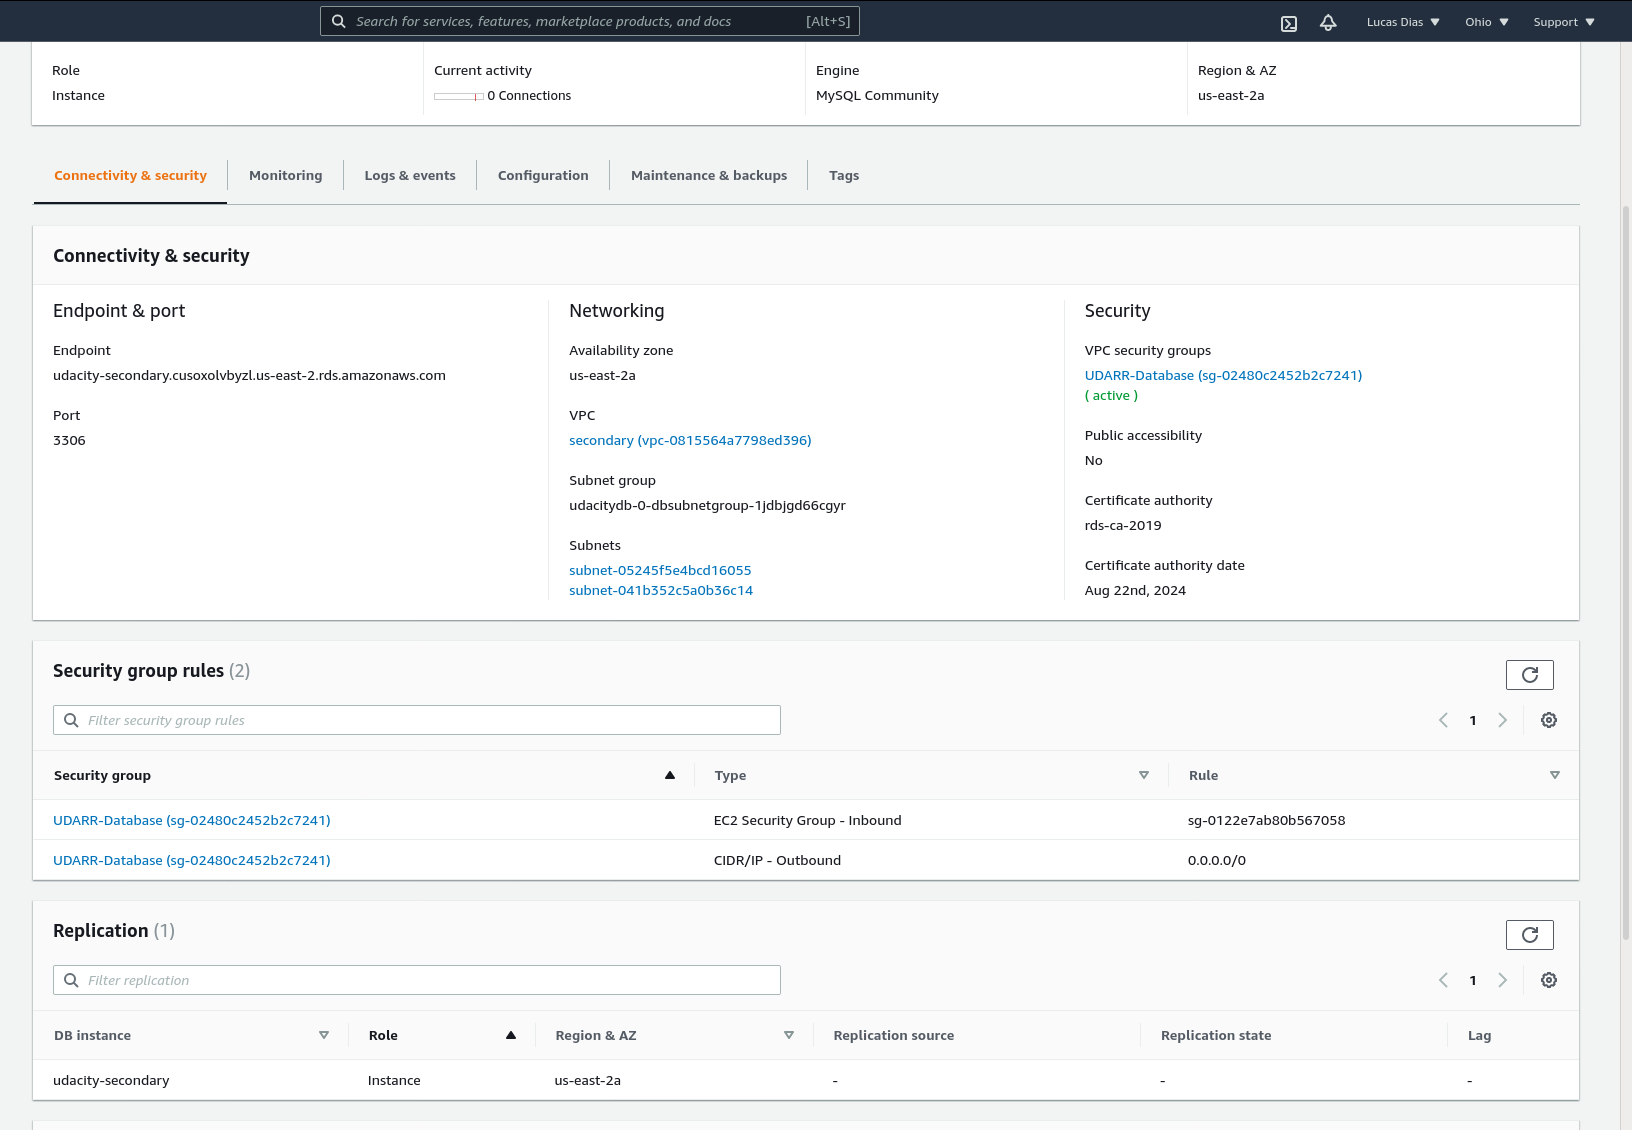 Search for services, features, marketplace products, and docs [Alt+S]
Lucas Dias Ohio Support
Role Current activity Engine Region & AZ
Instance 0 Connections MySQL Community us-east-2a
Connectivity & security Monitoring Logs & events Configuration Maintenance & backups Tags
Connectivity & security
Endpoint & port
Endpoint
udacity-secondary.cusoxolvbyzl.us-east-2.rds.amazonaws.com
Port
3306
Networking
Availability zone
us-east-2a
VPC
secondary (vpc-0815564a7798ed396)
Subnet group
udacitydb-0-dbsubnetgroup-1jdbjgd66cgyr
Subnets
subnet-05245f5e4bcd16055
subnet-041b352c5a0b36c14
Security
VPC security groups
UDARR-Database (sg-02480c2452b2c7241)
( active )
Public accessibility
No
Certificate authority
rds-ca-2019
Certificate authority date
Aug 22nd, 2024
Security group rules (2)
Filter security group rules
1
Security group Type Rule
UDARR-Database (sg-02480c2452b2c7241) EC2 Security Group - Inbound sg-0122e7ab80b567058
UDARR-Database (sg-02480c2452b2c7241) CIDR/IP - Outbound 0.0.0.0/0
Replication (1)
Filter replication
1
DB instance Role Region & AZ Replication source Replication state Lag
udacity-secondary Instance us-east-2a - - -